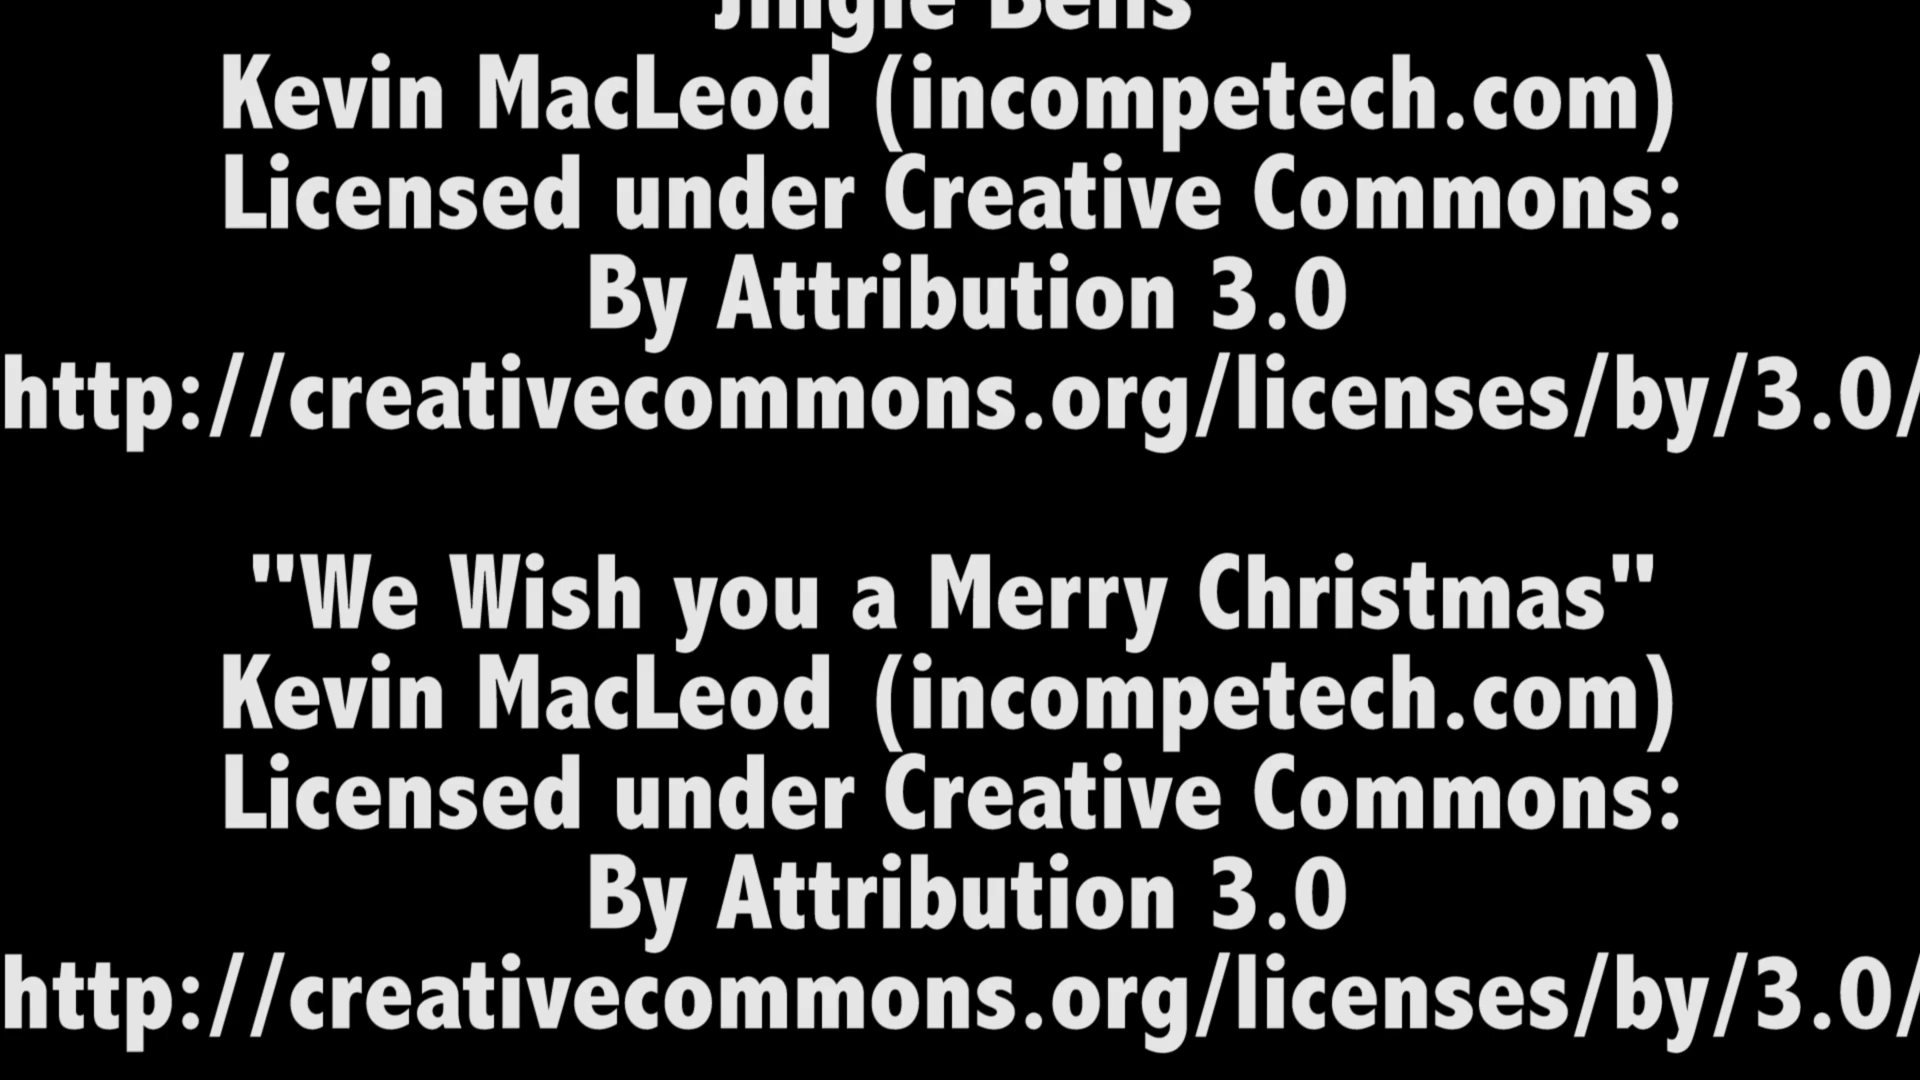 Jingle Bells
Kevin MacLeod (incompetech.com)
Licensed under Creative Commons:
By Attribution 3.0
http://creativecommons.org/licenses/by/3.0/
"We Wish you a Merry Christmas"
Kevin MacLeod (incompetech.com)
Licensed under Creative Commons:
By Attribution 3.0
http://creativecommons.org/licenses/by/3.0/